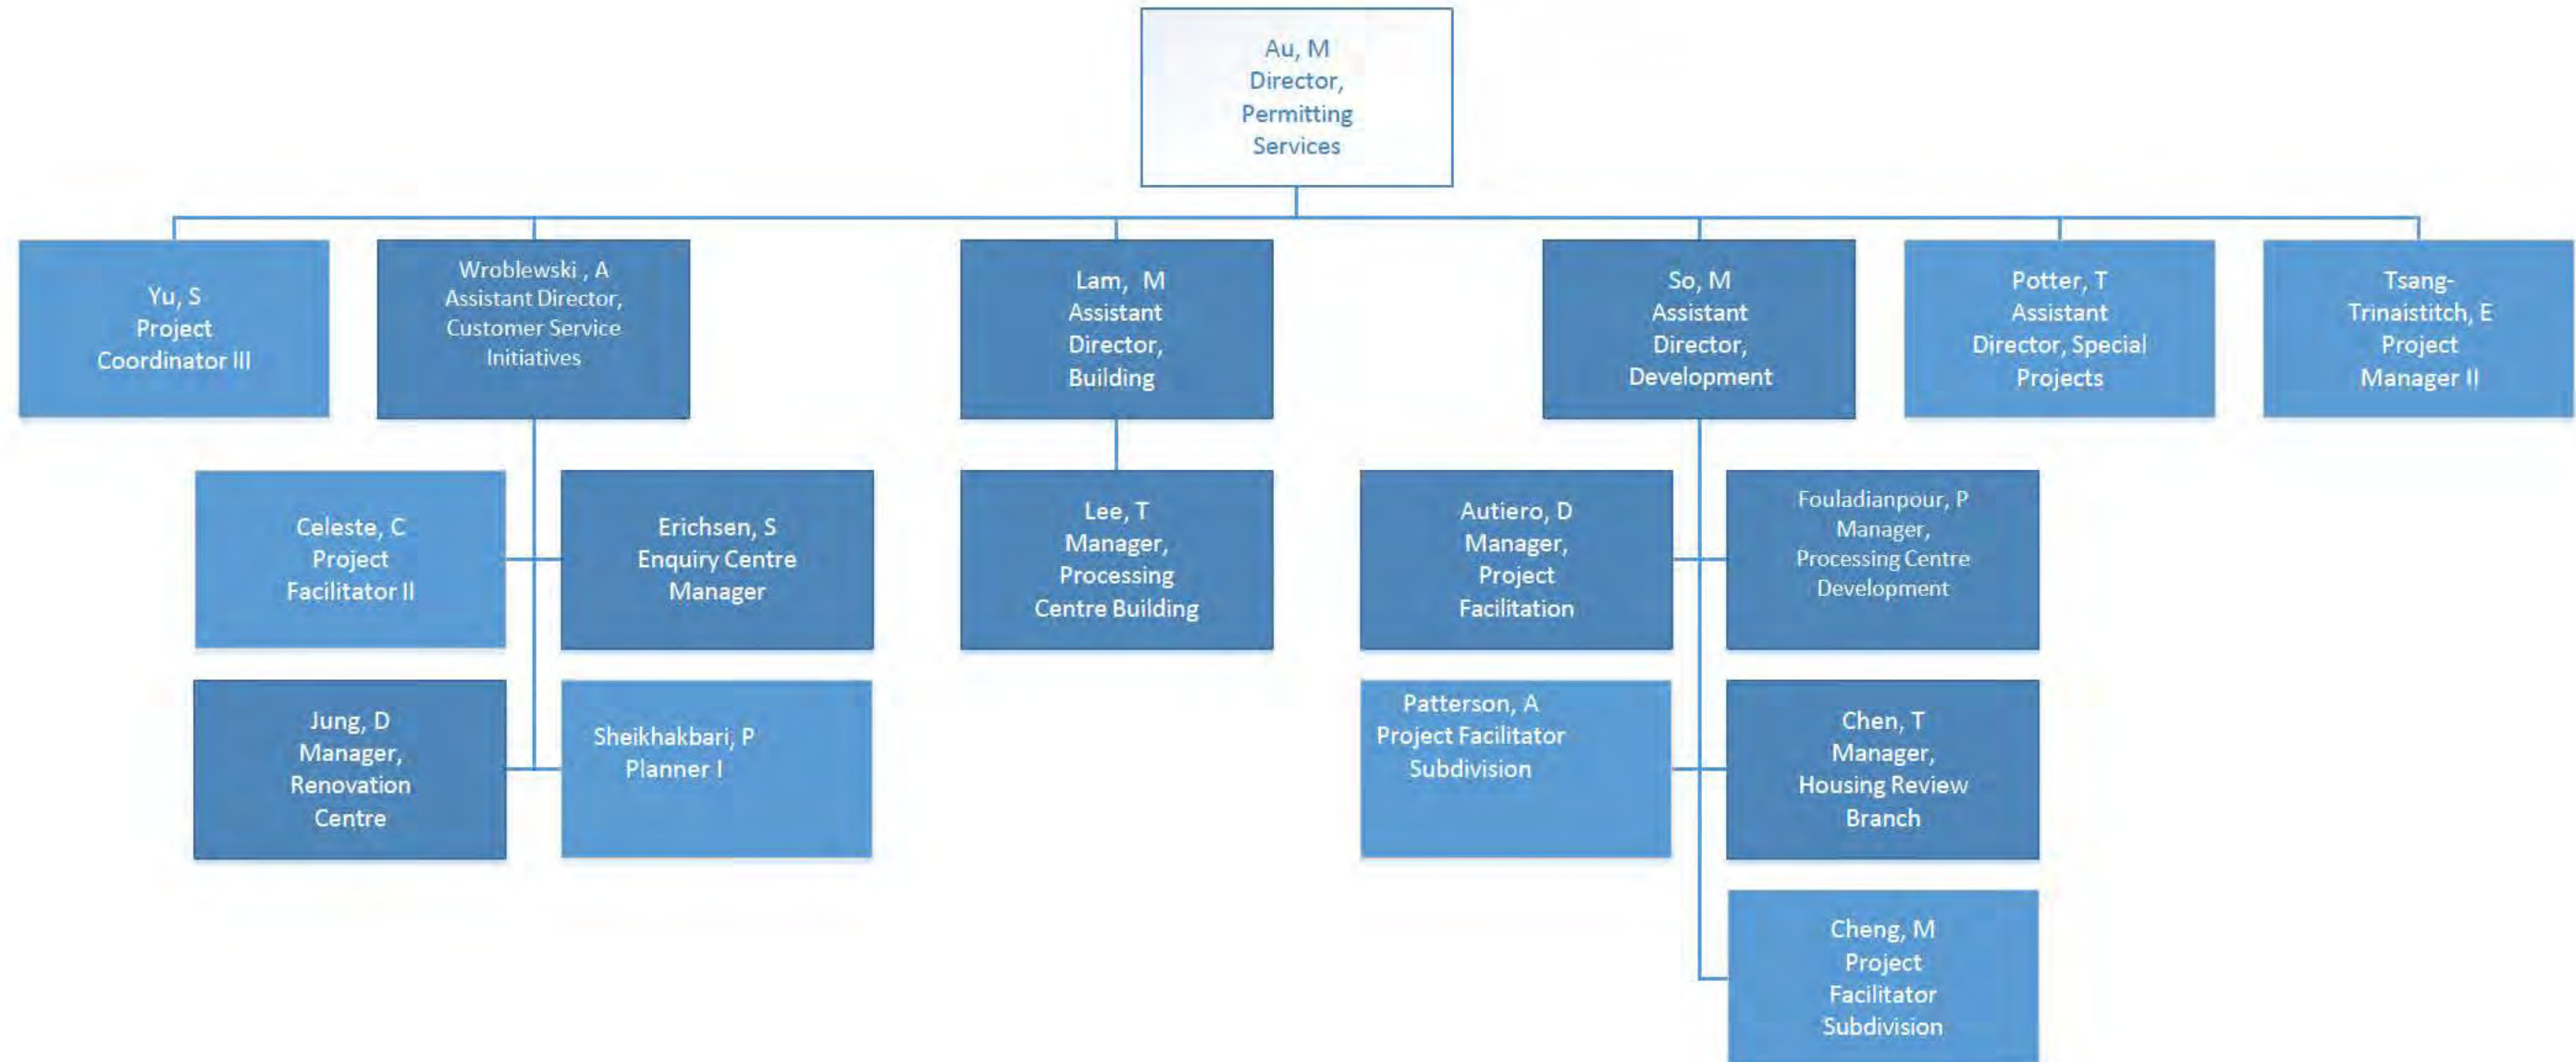 Au, M
Director,
Permitting
Services
Yu, S
Project
Coordinator III
Wroblewski , A
Assistant Director,
Customer Service
Initiatives
Lam, M
Assistant
Director,
Building
So, M
Assistant
Director,
Development
Potter, T
Assistant
Director, Special
Projects
Tsang-
Trinaistitch, E
Project
Manager II
Celeste, C
Project
Facilitator II
Erichsen, S
Enquiry Centre
Manager
Lee, T
Manager,
Processing
Centre Building
Autiero, D
Manager,
Project
Facilitation
Fouladianpour, P
Manager,
Processing Centre
Development
Jung, D
Manager,
Renovation
Centre
Sheikhakbari, P
Planner I
Patterson, A
Project Facilitator
Subdivision
Chen, T
Manager,
Housing Review
Branch
Cheng, M
Project
Facilitator
Subdivision